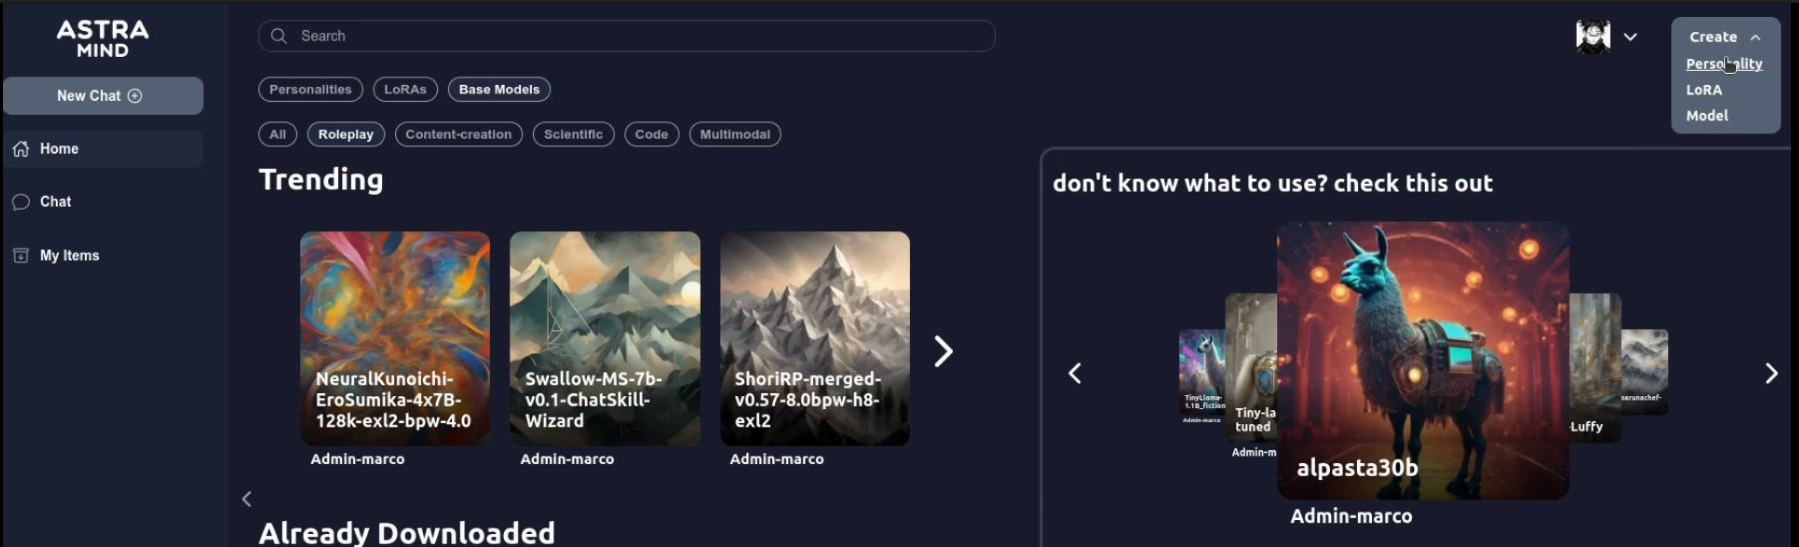 ASTRA
MIND
New Chat
Home
Chat
My Items
Search
Personalities
LoRAs
Base Models
All
Roleplay
Content-creation
Scientific
Code
Multimodal
Create
Personality
LoRA
Model
Trending
NeuralKunoichi-
EroSumika-4x7B-
128k-exl2-bpw-4.0
Admin-marco
Swallow-MS-7b-
v0.1-ChatSkill-
Wizard
Admin-marco
ShoriRP-merged-
v0.57-8.0bpw-h8-
exl2
Admin-marco
Already Downloaded
don't know what to use? check this out
TinyLlama-
1.1B_fiction
Admin-marco
Tiny-la
tuned
Admin-m
alpasta30b
Admin-marco
-Luffy